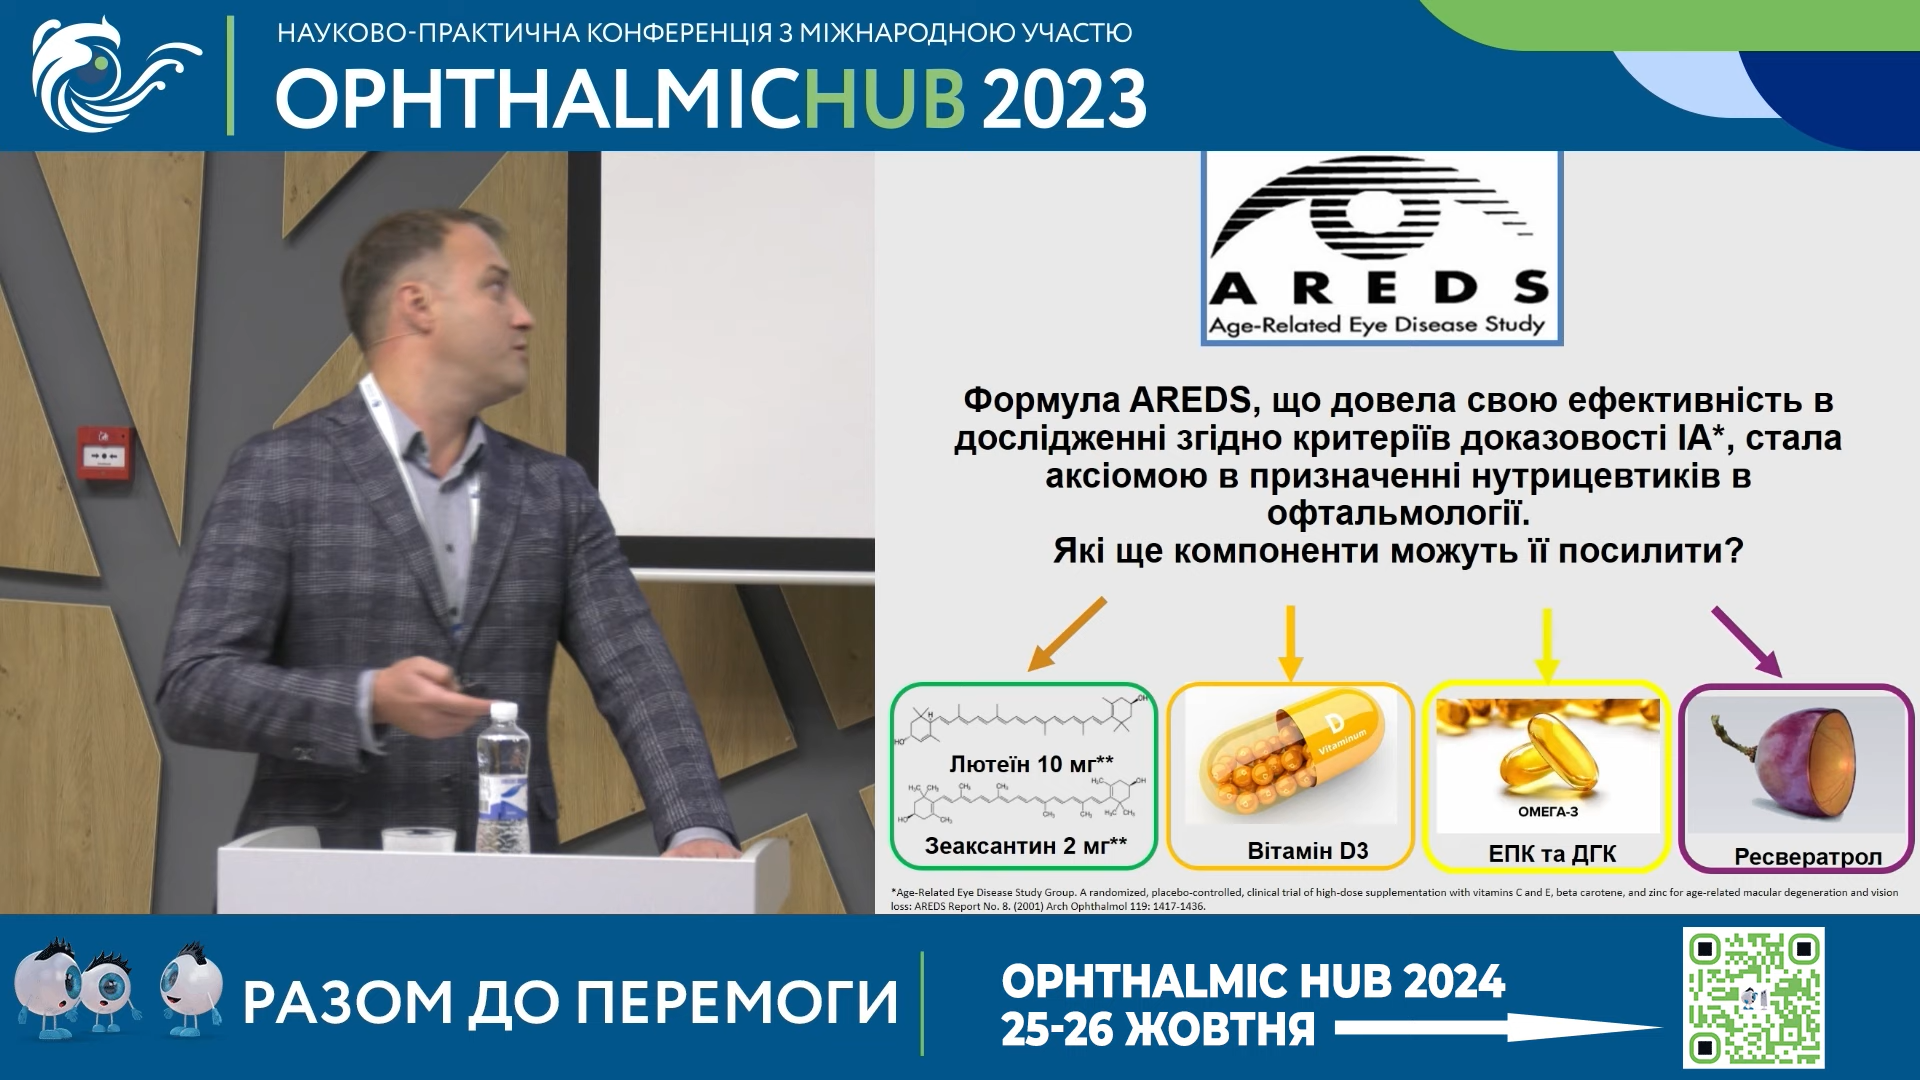 НАУКОВО-ПРАКТИЧНА КОНФЕРЕНЦІЯ З МІЖНАРОДНОЮ УЧАСТЮ
OPHTHALMICHUB 2023
AREDS
Age-Related Eye Disease Study
Формула AREDS, що довела свою ефективність в
дослідженні згідно критеріїв доказовості ІА*, стала
аксіомою в призначенні нутрицевтиків в
офтальмології.
Які ще компоненти можуть її посилити?
Лютеїн 10 мг**
Зеаксантин 2 мг**
D
Vitaminum
Вітамін D3
ОМЕГА-3
ЕПК та ДГК
Ресвератрол
*Age-Related Eye Disease Study Group. A randomized, placebo-controlled, clinical trial of high-dose supplementation with vitamins C and E, beta carotene, and zinc for age-related macular degeneration and vision
loss: AREDS Report No. 8. (2001) Arch Ophthalmol 119: 1417-1436.
РАЗОМ ДО ПЕРЕМОГИ
OPHTHALMIC HUB 2024
25-26 ЖОВТНЯ